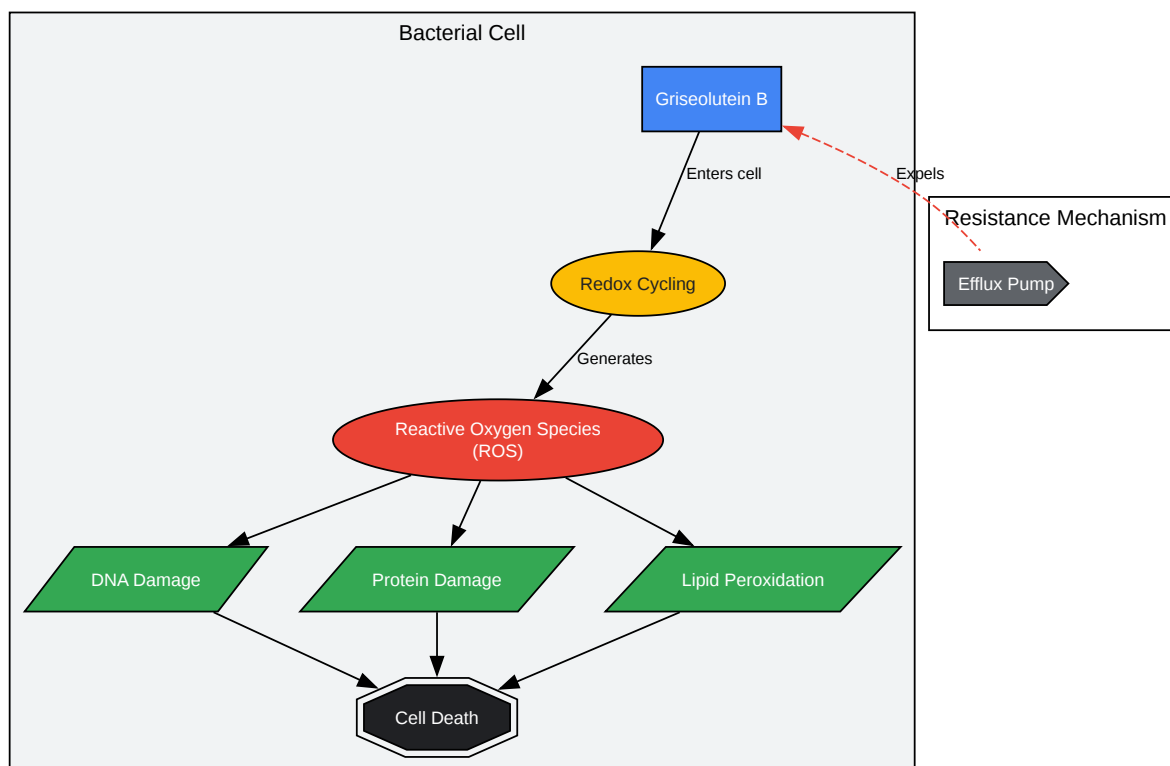 Bacterial Cell
Griseolutein B
Enters cell
Expels
Resistance Mechanism
Redox Cycling
Efflux Pump
Generates
Reactive Oxygen Species
(ROS)
DNA Damage
Protein Damage
Lipid Peroxidation
Cell Death